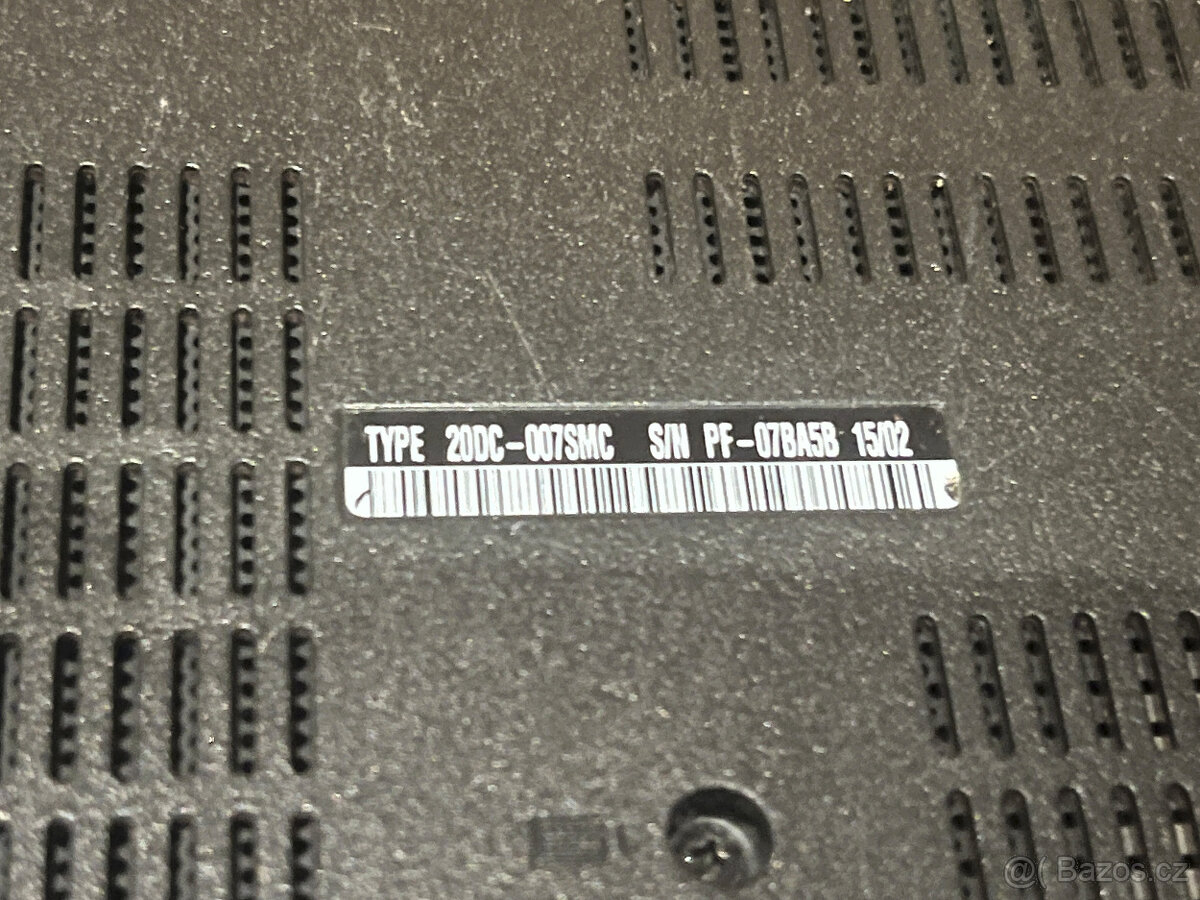 TYPE 20DC-007SMC S/N PF-07BA5B 15/02
@( Bazos.cz